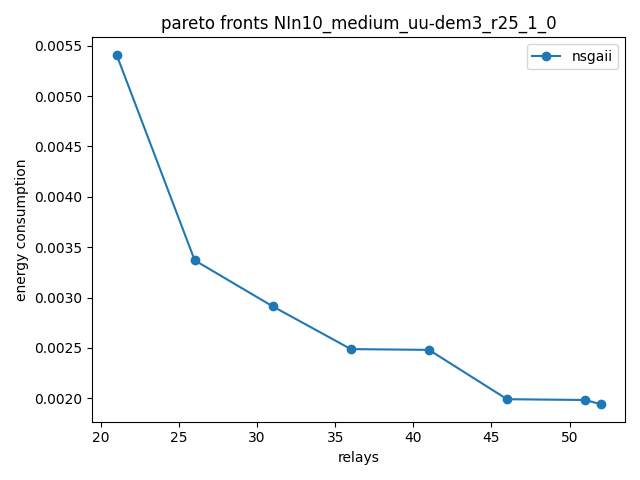 pareto fronts NIn10_medium_uu-dem3_r25_1_0
nsgaii
0.0055
0.0050
0.0045
0.0040
0.0035
0.0030
0.0025
0.0020
energy consumption
20 25 30 35 40 45 50
relays